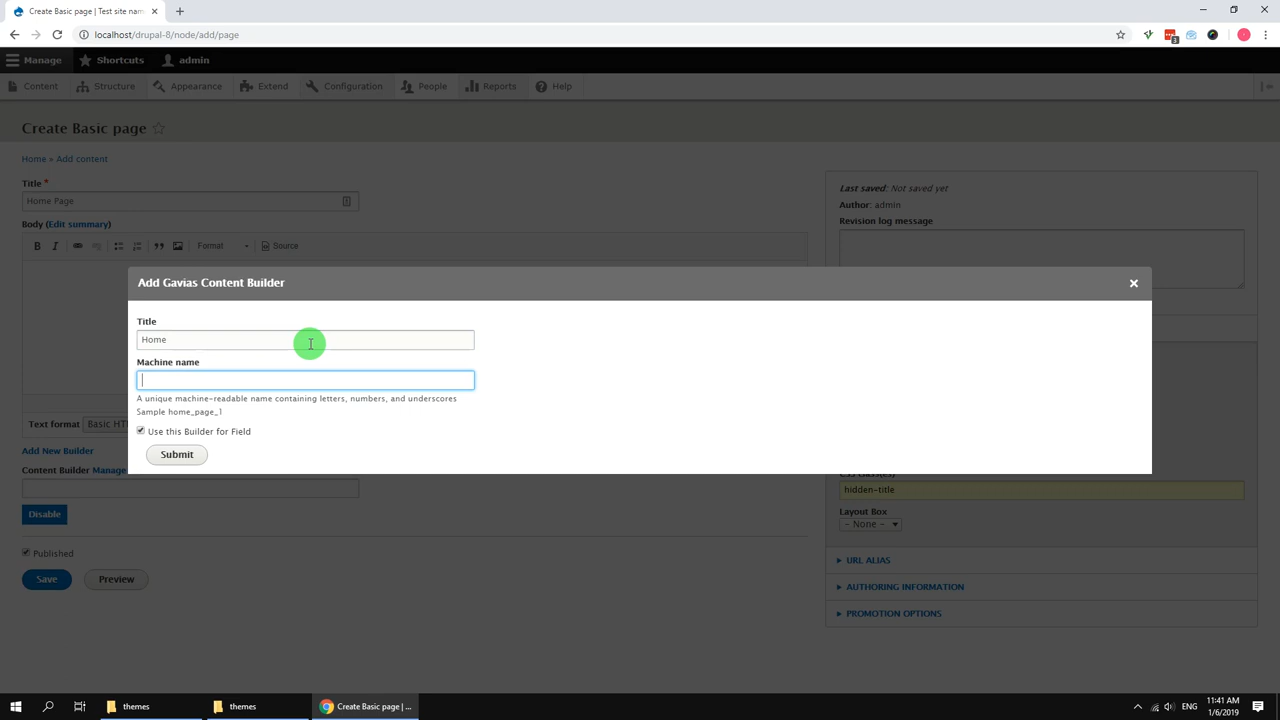 Create Basic page | Test site nam
localhost/drupal-8/node/add/page
3
Manage
Shortcuts
admin
Content
Structure
Appearance
Extend
Configuration
People
Reports
Help
Create Basic page
Home » Add content
Title *
Home Page
Body (Edit summary)
B I
Format
Source
Last saved: Not saved yet
Author: admin
Revision log message
Add Gavias Content Builder
Title
Home
Machine name
A unique machine-readable name containing letters, numbers, and underscores
Sample home_page_1
Use this Builder for Field
Submit
Text format
Basic HT
Add New Builder
Content Builder Manage
Disable
Published
Save
Preview
hidden-title
Layout Box
- None -
URL ALIAS
AUTHORING INFORMATION
PROMOTION OPTIONS
themes
themes
Create Basic page | ...
ENG
11:41 AM
1/6/2019